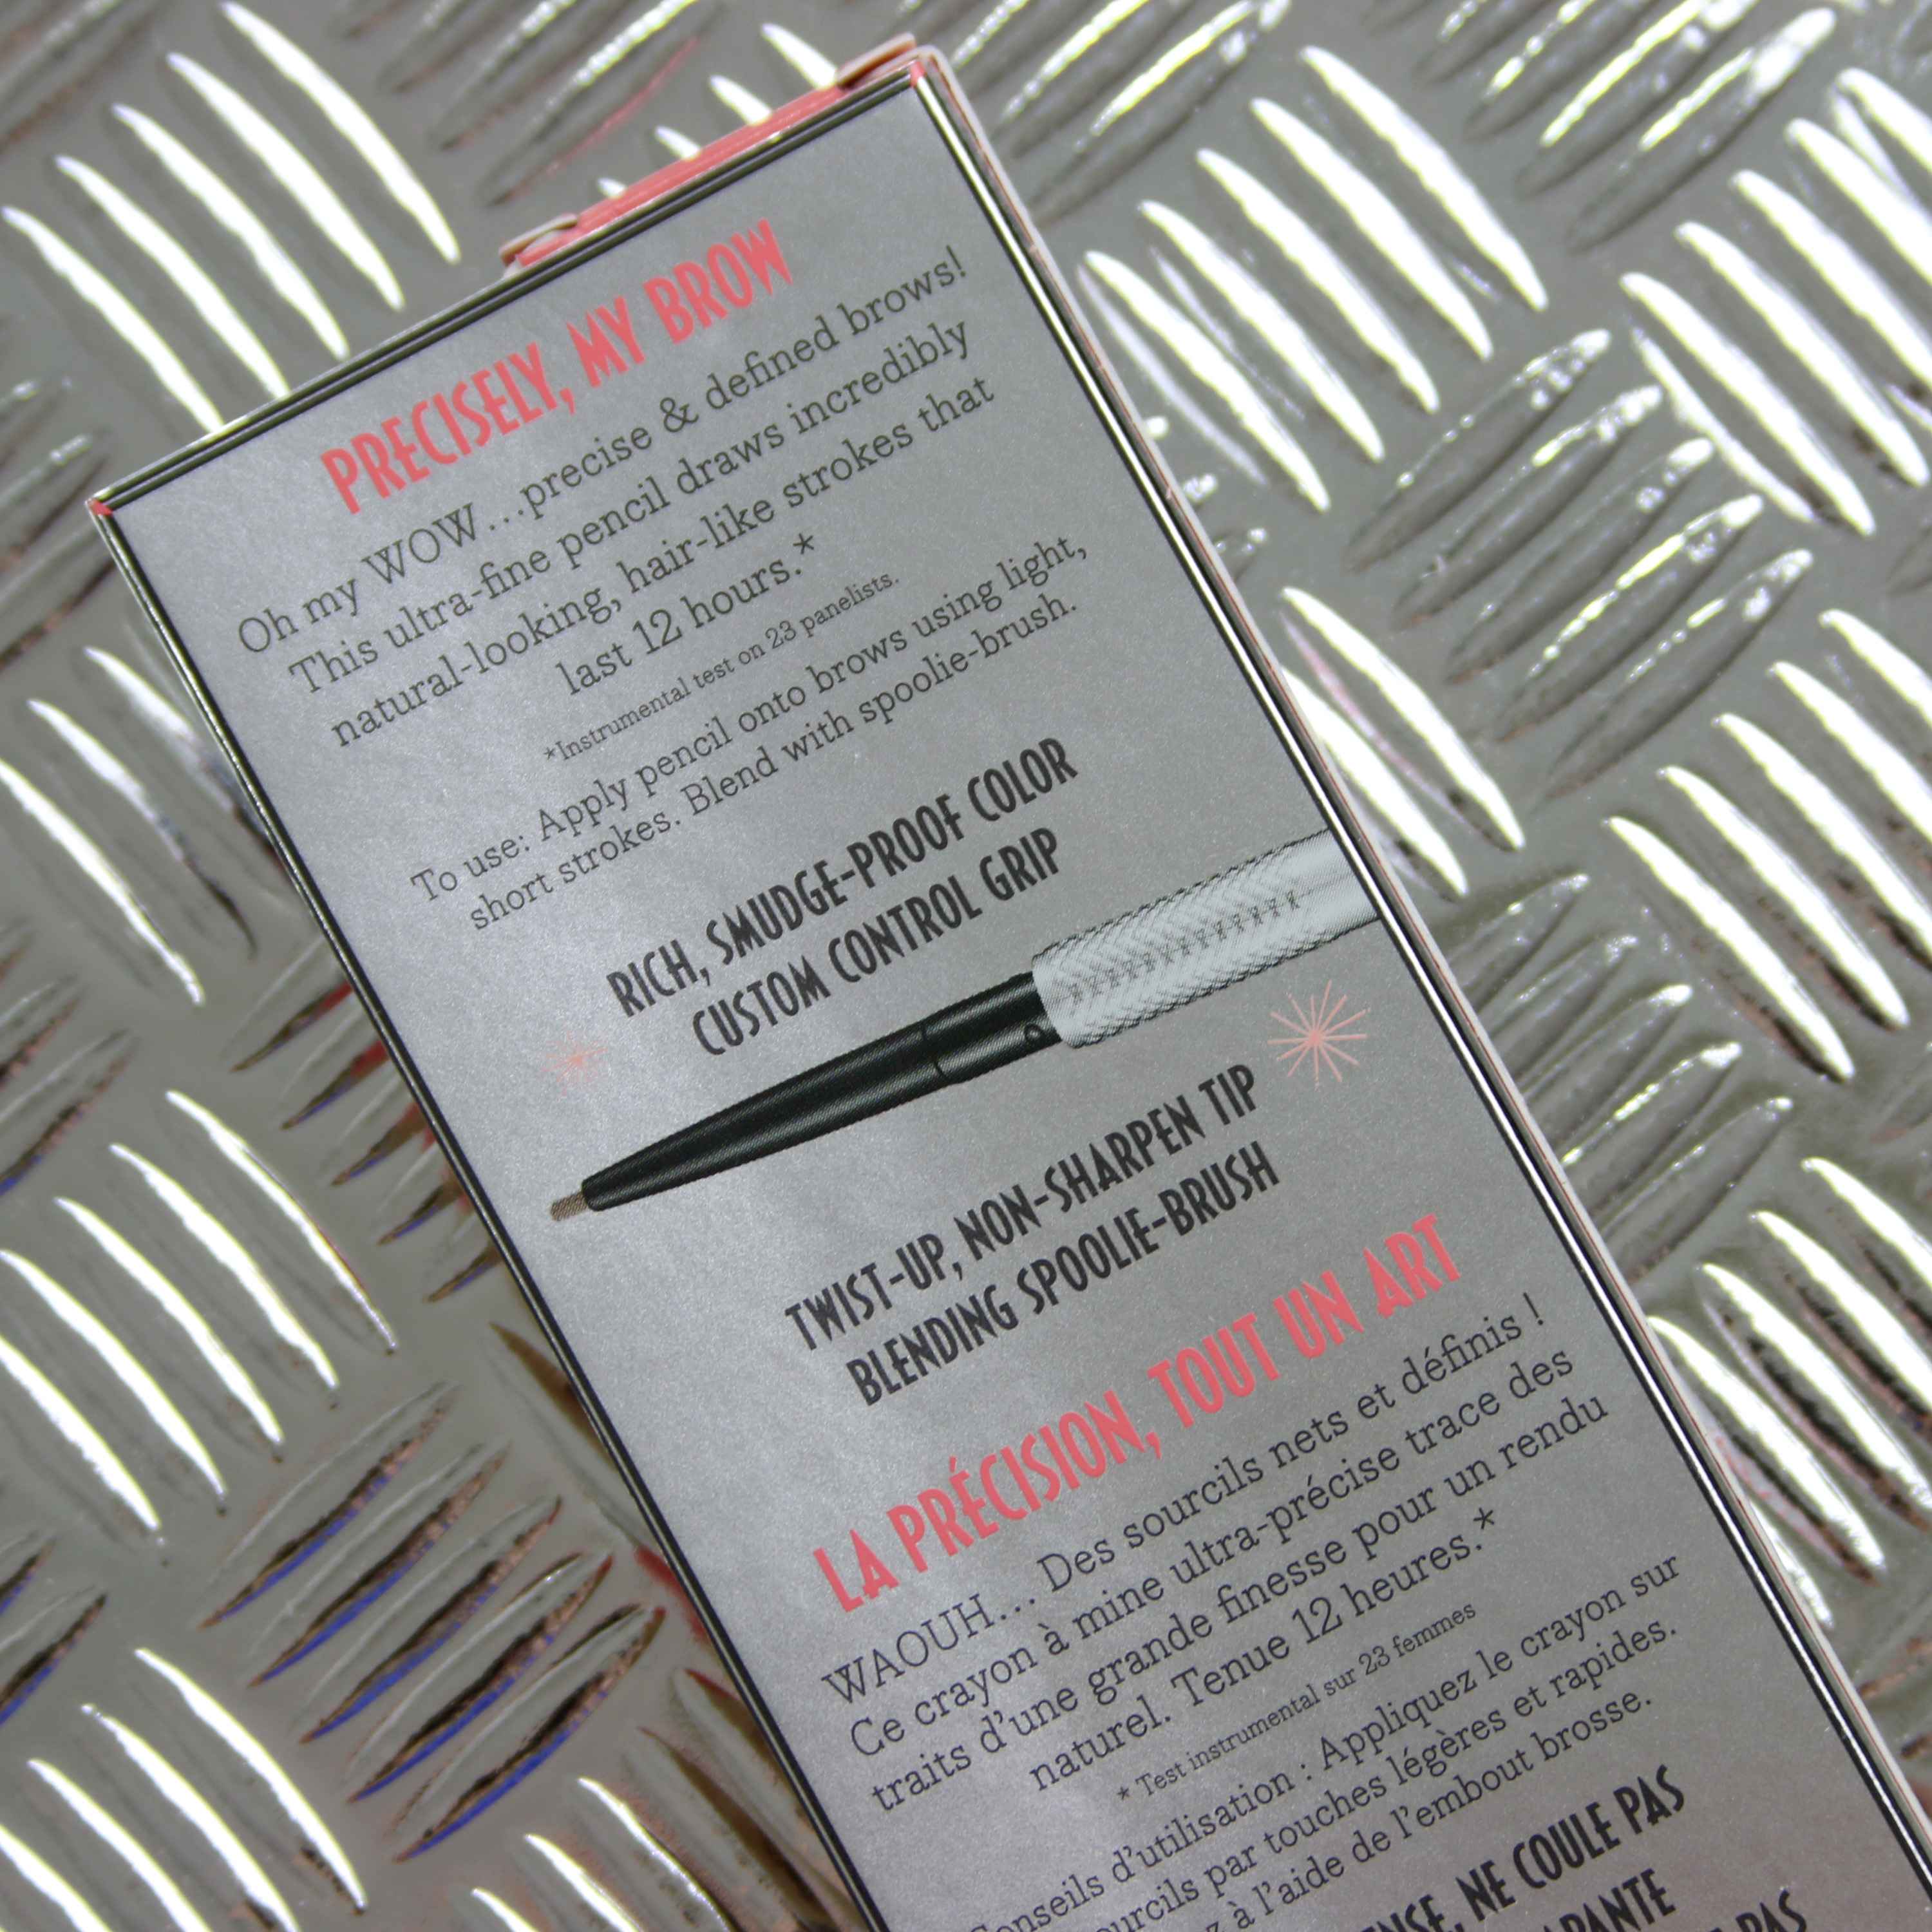 PRECISELY, MY BROW
Oh my WOW...precise & defined brows!
This ultra-fine pencil draws incredibly
natural-looking, hair-like strokes that
last 12 hours.*
*Instrumental test on 23 panelists.
To use: Apply pencil onto brows using light,
short strokes. Blend with spoolie-brush.
RICH, SMUDGE-PROOF COLOR
CUSTOM CONTROL GRIP
TWIST-UP, NON-SHARPEN TIP
BLENDING SPOOLIE-BRUSH
LA PRÉCISION, TOUT UN ART
WAOUH... Des sourcils nets et définis !
Ce crayon à mine ultra-précise trace des
traits d'une grande finesse pour un rendu
naturel. Tenue 12 heures.*
* Test instrumental sur 23 femmes
Conseils d'utilisation : Appliquez le crayon sur
par touches légères et rapides.
à l'aide de l'embout brosse.
NE COULE PAS
PAS